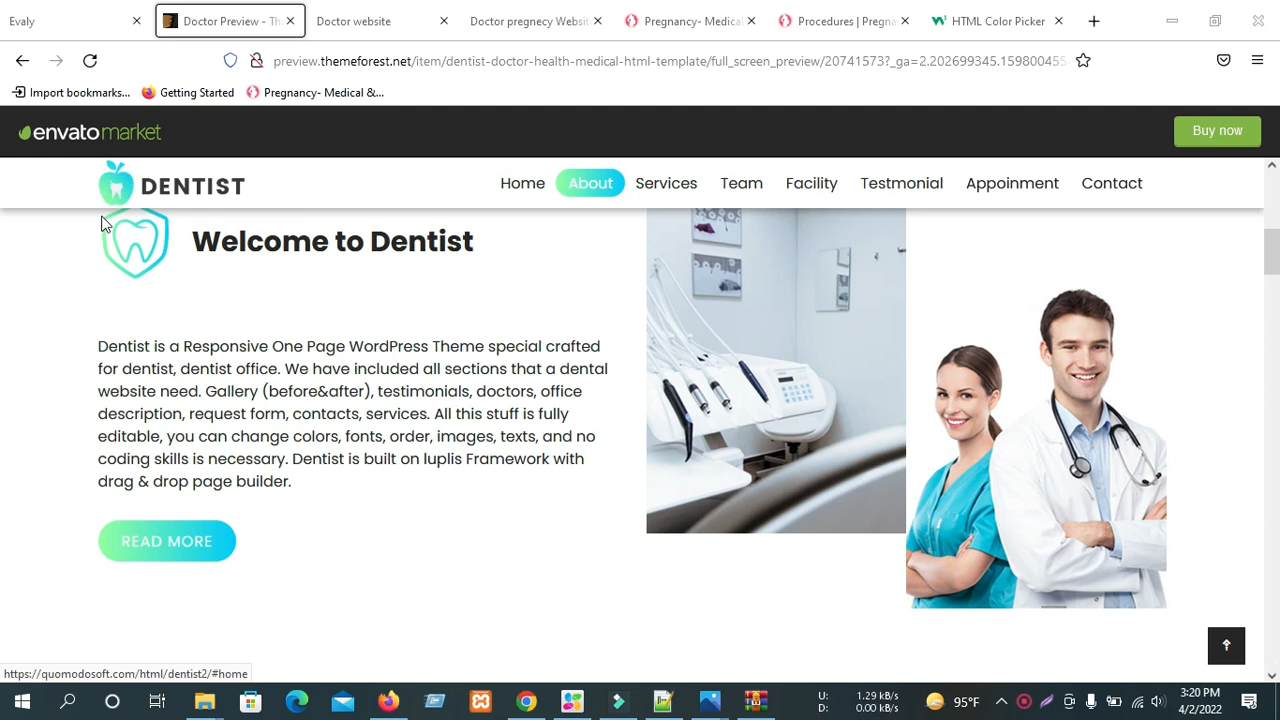 Evaly
Doctor Preview - Th
Doctor website
Doctor pregnecy Websit
Pregnancy- Medical
Procedures | Pregna
HTML Color Picker
preview.themeforest.net/item/dentist-doctor-health-medical-html-template/full_screen_preview/20741573?_ga=2.202699345.159800455
Import bookmarks...
Getting Started
Pregnancy- Medical &...
envatomarket
Buy now
DENTIST
Home
About
Services
Team
Facility
Testmonial
Appoinment
Contact
Welcome to Dentist
Dentist is a Responsive One Page WordPress Theme special crafted
for dentist, dentist office. We have included all sections that a dental
website need. Gallery (before&after), testimonials, doctors, office
description, request form, contacts, services. All this stuff is fully
editable, you can change colors, fonts, order, images, texts, and no
coding skills is necessary. Dentist is built on Iuplis Framework with
drag & drop page builder.
READ MORE
https://quomodosoft.com/html/dentist2/#home
U: 1.29 kB/s
D: 0.00 kB/s
95°F
3:20 PM
4/2/2022